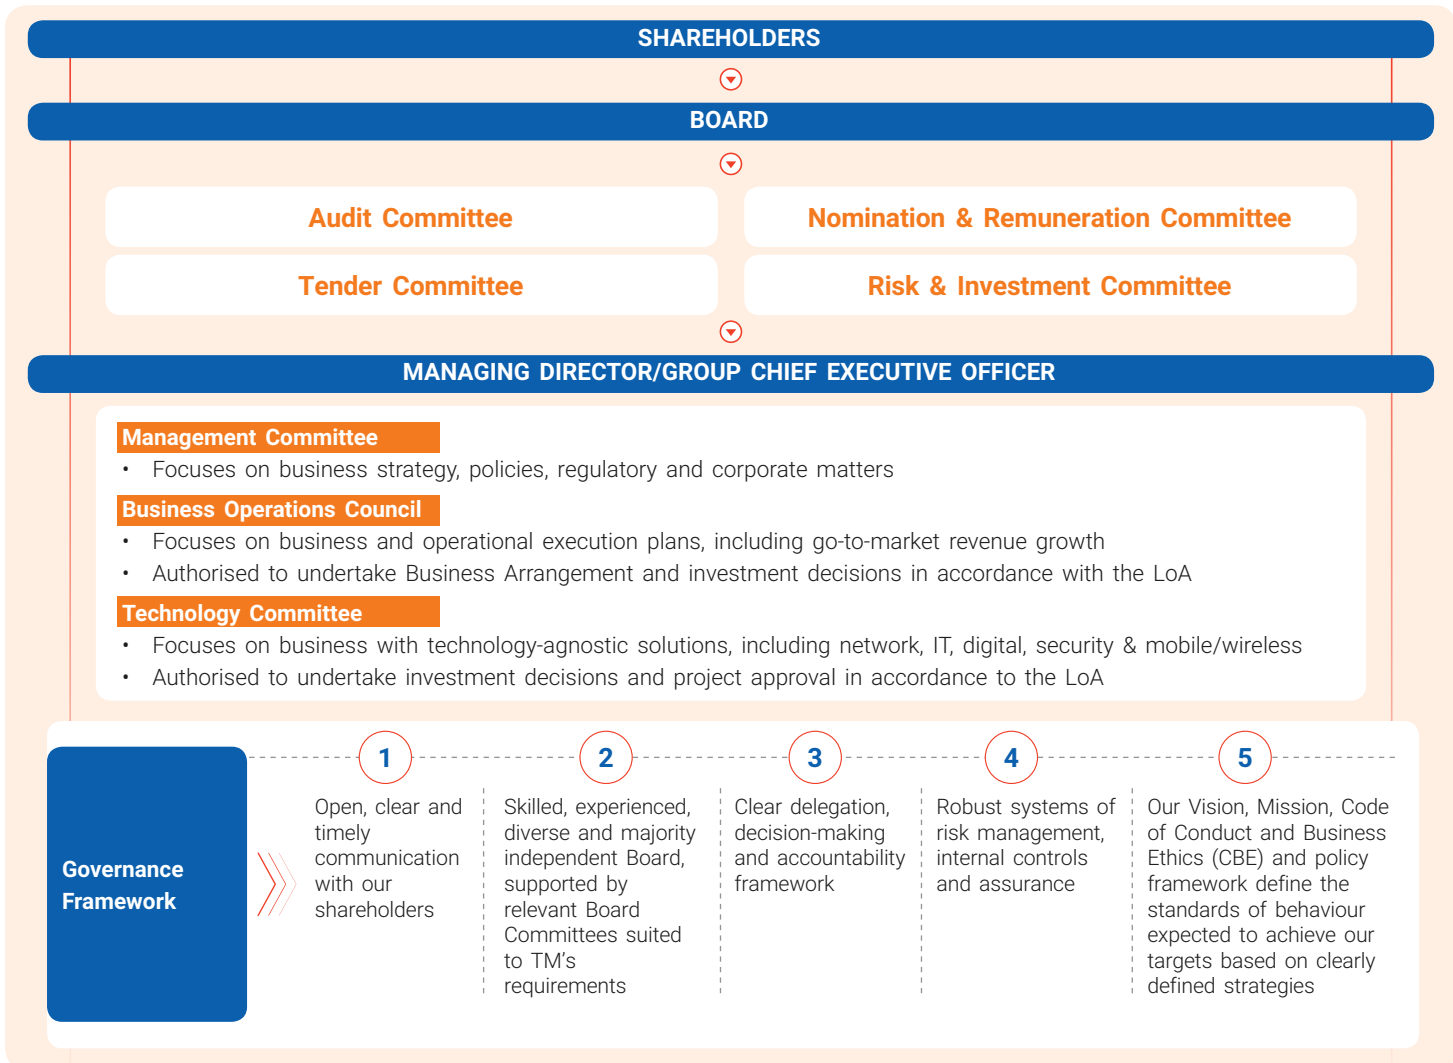 SHAREHOLDERS
BOARD
Audit Committee
Nomination & Remuneration Committee
Tender Committee
Risk & Investment Committee
MANAGING DIRECTOR/GROUP CHIEF EXECUTIVE OFFICER
Management Committee
• Focuses on business strategy, policies, regulatory and corporate matters
Business Operations Council
• Focuses on business and operational execution plans, including go-to-market revenue growth
• Authorised to undertake Business Arrangement and investment decisions in accordance with the LoA
Technology Committee
• Focuses on business with technology-agnostic solutions, including network, IT, digital, security & mobile/wireless
• Authorised to undertake investment decisions and project approval in accordance to the LoA
Governance
Framework
1
Open, clear and
timely
communication
with our
shareholders
2
Skilled, experienced,
diverse and majority
independent Board,
supported by
relevant Board
Committees suited
to TM's
requirements
3
Clear delegation,
decision-making
and accountability
framework
4
Robust systems of
risk management,
internal controls
and assurance
5
Our Vision, Mission, Code
of Conduct and Business
Ethics (CBE) and policy
framework define the
standards of behaviour
expected to achieve our
targets based on clearly
defined strategies